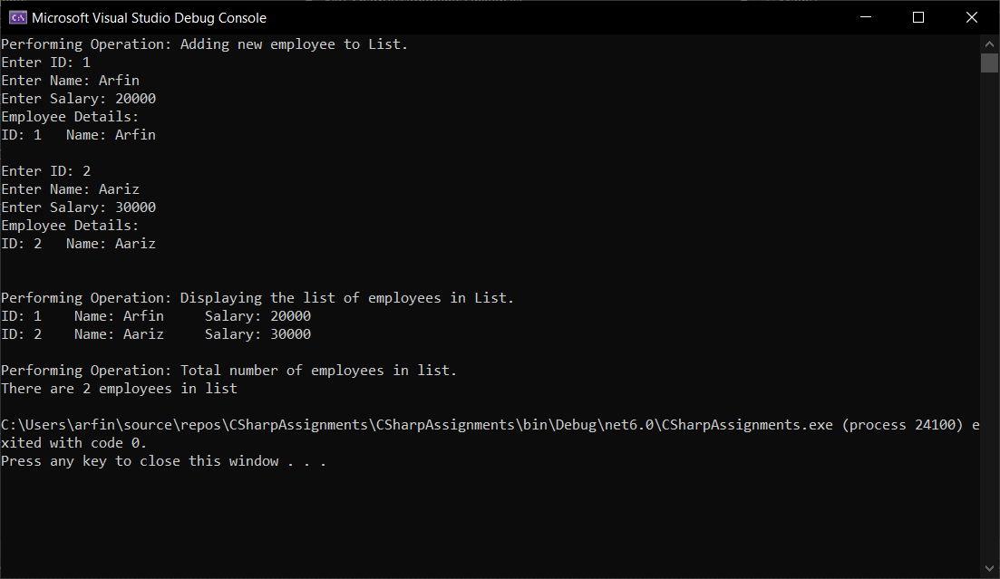 Microsoft Visual Studio Debug Console
Performing Operation: Adding new employee to List.
Enter ID: 1
Enter Name: Arfin
Enter Salary: 20000
Employee Details:
ID: 1   Name: Arfin
Enter ID: 2
Enter Name: Aariz
Enter Salary: 30000
Employee Details:
ID: 2   Name: Aariz
Performing Operation: Displaying the list of employees in List.
ID: 1    Name: Arfin     Salary: 20000
ID: 2    Name: Aariz     Salary: 30000
Performing Operation: Total number of employees in list.
There are 2 employees in list
C:\Users\arfin\source\repos\CSharpAssignments\CSharpAssignments\bin\Debug\net6.0\CSharpAssignments.exe (process 24100) e
xited with code 0.
Press any key to close this window . . .